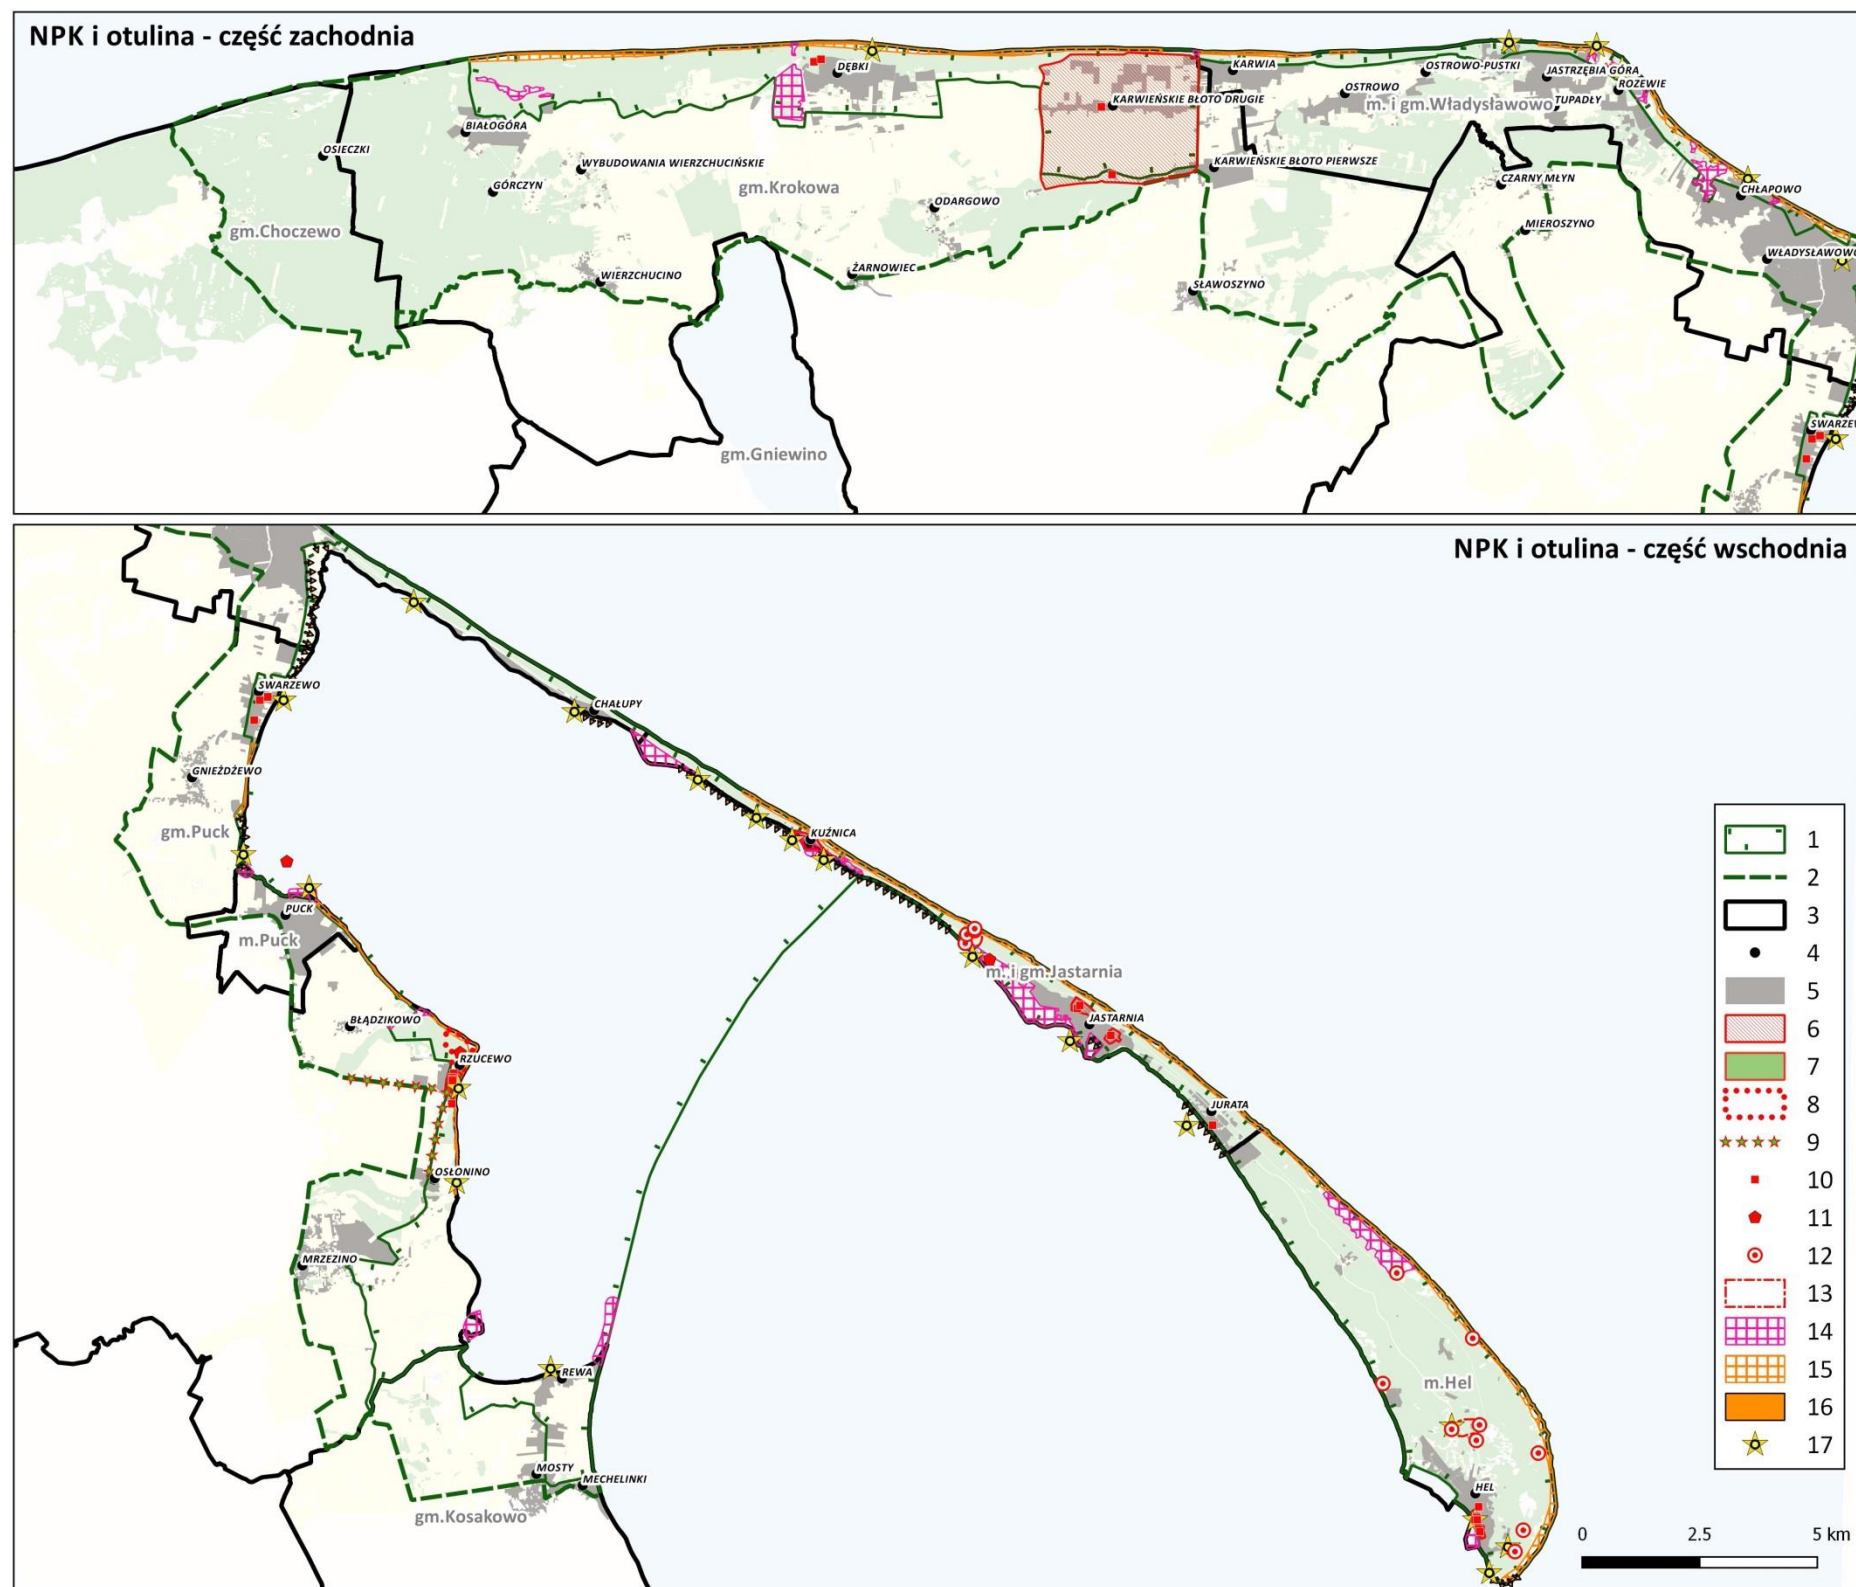 NPK i otulina - część zachodnia
DĘBKI
KARWIA
OSTROWO-PUSTKI
JASTRZĘBIA GÓRA
ROZEWIE
OSTROWO
m. i gm.Władysławowo
TUPADŁY
KARWIEŃSKIE BŁOTO DRUGIE
BIAŁOGÓRA
OSIECZKI
WYBUDOWANIA WIERZCHUCIŃSKIE
KARWIEŃSKIE BŁOTO PIERWSZE
GÓRCZYN
gm.Krokowa
CZARNY MŁYN
CHŁAPOWO
ODARGOWO
gm.Choczewo
MIEROSZYNO
WŁADYSŁAWOWO
ŻARNOWIEC
WIERZCHUCINO
SŁAWOSZYNO
SWARZEW
gm.Gniewino
NPK i otulina - część wschodnia
SWARZEWO
CHAŁUPY
GNIEŻDŻEWO
gm.Puck
KUŹNICA
PUCK
m.Puck
m. i gm.Jastarnia
BŁĄDZIKOWO
JASTARNIA
RZUCEWO
JURATA
OSŁONINO
MRZEZINO
REWA
m.Hel
MOSTY
MECHELINKI
HEL
gm.Kosakowo
1
2
3
4
5
6
7
8
9
10
11
12
13
14
15
16
17
0 2.5 5 km